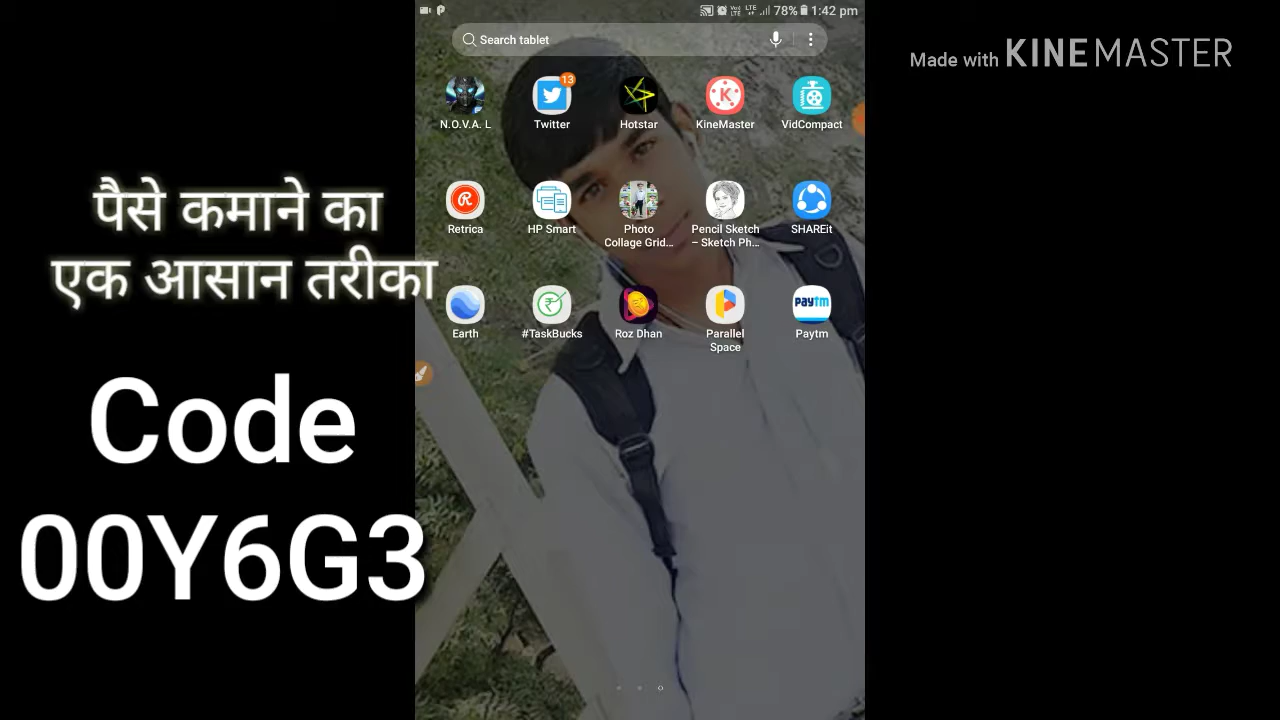 78% 1:42 pm
Search tablet
Made with KINEMASTER
13
N.O.V.A. L Twitter Hotstar KineMaster VidCompact
पैसे कमाने का
एक आसान तरीका
Retrica HP Smart Photo Collage Grid... Pencil Sketch – Sketch Ph... SHAREit
paytm
Earth #TaskBucks Roz Dhan Parallel Space Paytm
Code
00Y6G3